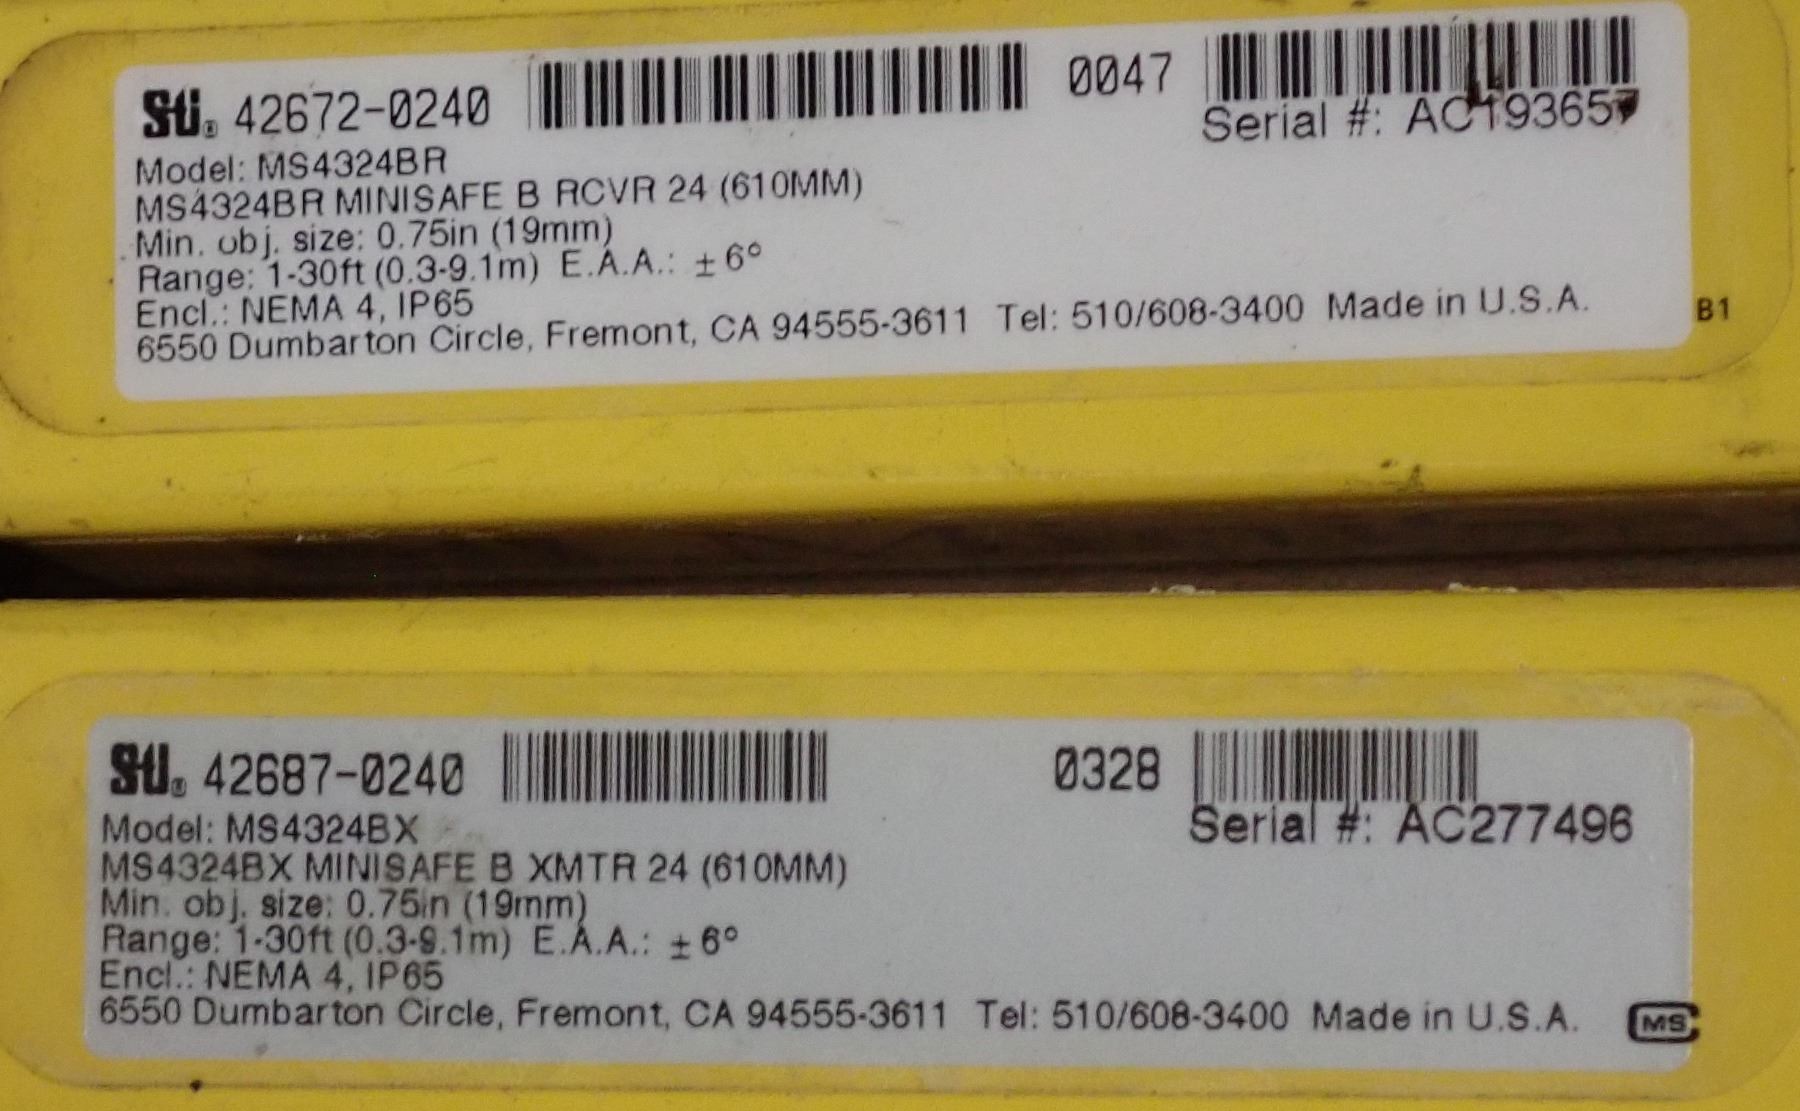 Sti® 42672-0240 0047
Serial #: AC193657
Model: MS4324BR
MS4324BR MINISAFE B RCVR 24 (610MM)
Min. obj. size: 0.75in (19mm)
Range: 1-30ft (0.3-9.1m) E.A.A.: ±6°
Encl.: NEMA 4, IP65
6550 Dumbarton Circle, Fremont, CA 94555-3611 Tel: 510/608-3400 Made in U.S.A.
B1
Sti® 42687-0240 0328
Serial #: AC277496
Model: MS4324BX
MS4324BX MINISAFE B XMTR 24 (610MM)
Min. obj. size: 0.75in (19mm)
Range: 1-30ft (0.3-9.1m) E.A.A.: ±6°
Encl.: NEMA 4, IP65
6550 Dumbarton Circle, Fremont, CA 94555-3611 Tel: 510/608-3400 Made in U.S.A.
MS